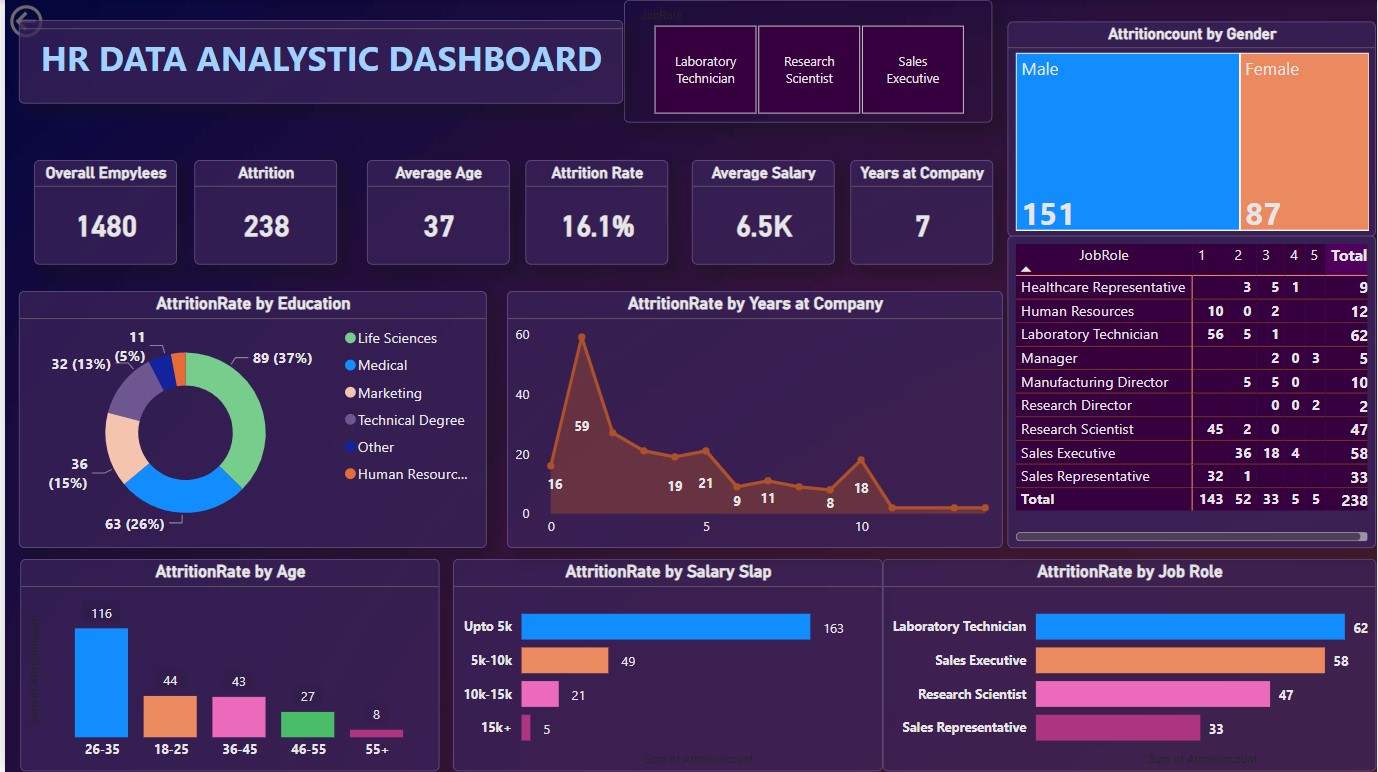 HR DATA ANALYSTIC DASHBOARD
JobRole
Laboratory
Technician
Research
Scientist
Sales
Executive
Attritioncount by Gender
Male
Female
151
87
Overall Empylees
1480
Attrition
238
Average Age
37
Attrition Rate
16.1%
Average Salary
6.5K
Years at Company
7
JobRole 1 2 3 4 5 Total
Healthcare Representative 3 5 1 9
Human Resources 10 0 2 12
Laboratory Technician 56 5 1 62
Manager 2 0 3 5
Manufacturing Director 5 5 0 10
Research Director 0 0 2 2
Research Scientist 45 2 0 47
Sales Executive 36 18 4 58
Sales Representative 32 1 33
Total 143 52 33 5 5 238
AttritionRate by Education
11
(5%)
32 (13%)
89 (37%)
36
(15%)
63 (26%)
Life Sciences
Medical
Marketing
Technical Degree
Other
Human Resourc...
AttritionRate by Years at Company
60
40
20
0
16
59
19
21
9
11
8
18
0 5 10
AttritionRate by Age
116
44
43
27
8
26-35 18-25 36-45 46-55 55+
Sum of Attritioncount
AttritionRate by Salary Slap
Upto 5k 163
5k-10k 49
10k-15k 21
15k+ 5
Sum of Attritioncount
AttritionRate by Job Role
Laboratory Technician 62
Sales Executive 58
Research Scientist 47
Sales Representative 33
Sum of Attritioncount